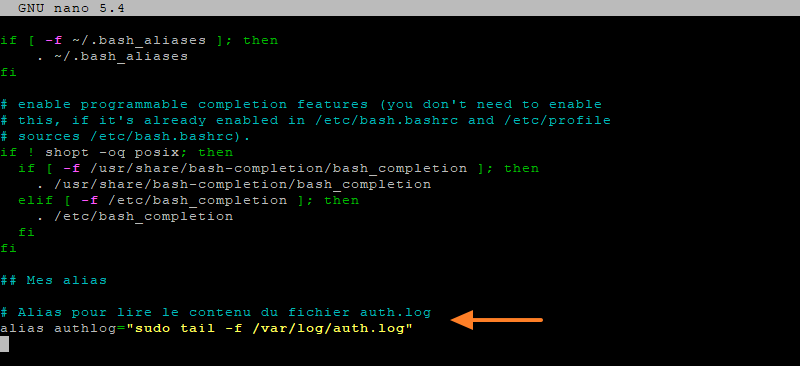 GNU nano 5.4
if [ -f ~/.bash_aliases ]; then
    . ~/.bash_aliases
fi
# enable programmable completion features (you don't need to enable
# this, if it's already enabled in /etc/bash.bashrc and /etc/profile
# sources /etc/bash.bashrc).
if ! shopt -oq posix; then
  if [ -f /usr/share/bash-completion/bash_completion ]; then
    . /usr/share/bash-completion/bash_completion
  elif [ -f /etc/bash_completion ]; then
    . /etc/bash_completion
  fi
fi
## Mes alias
# Alias pour lire le contenu du fichier auth.log
alias authlog="sudo tail -f /var/log/auth.log"